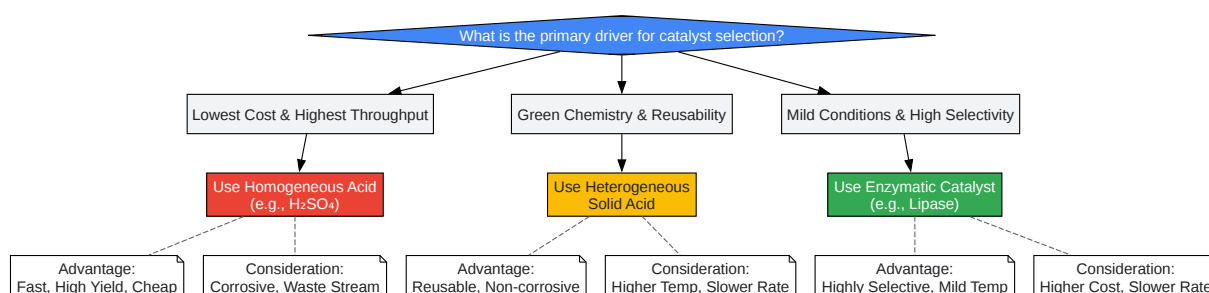 What is the primary driver for catalyst selection?
Lowest Cost & Highest Throughput
Green Chemistry & Reusability
Mild Conditions & High Selectivity
Use Homogeneous Acid
(e.g., H₂SO₄)
Use Heterogeneous
Solid Acid
Use Enzymatic Catalyst
(e.g., Lipase)
Advantage:
Fast, High Yield, Cheap
Consideration:
Corrosive, Waste Stream
Advantage:
Reusable, Non-corrosive
Consideration:
Higher Temp, Slower Rate
Advantage:
Highly Selective, Mild Temp
Consideration:
Higher Cost, Slower Rate